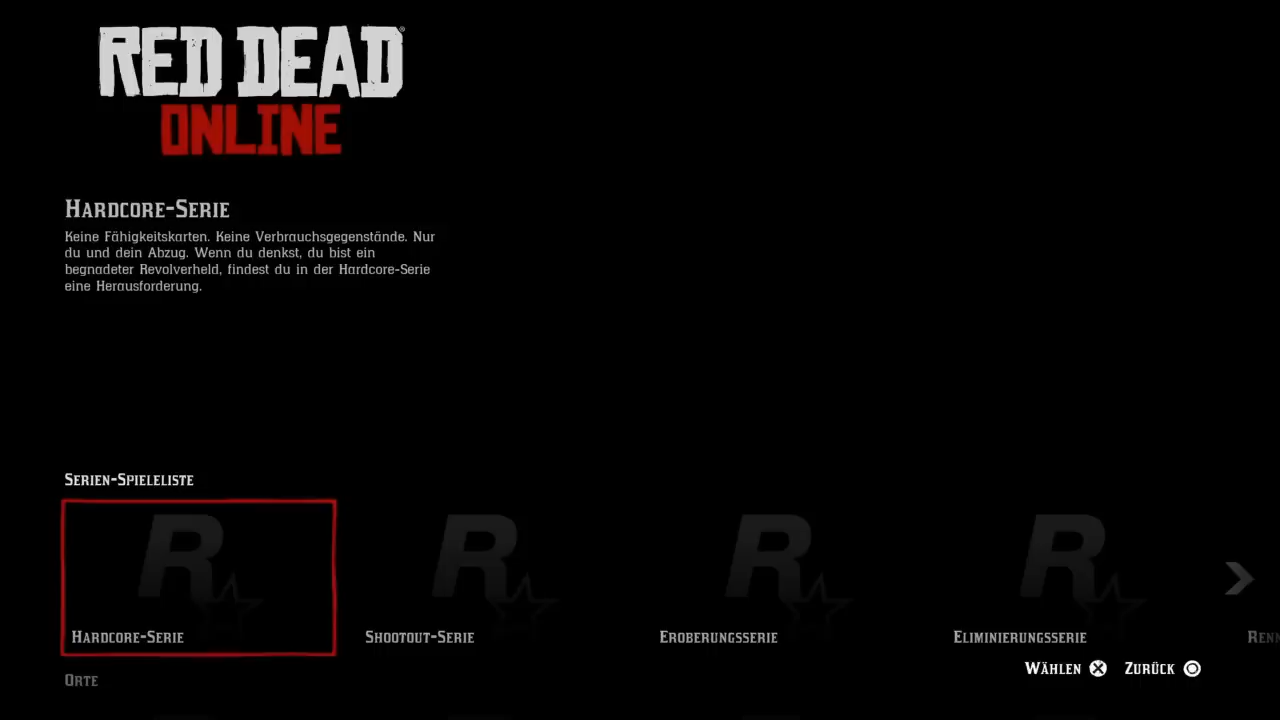 RED DEAD®
ONLINE
HARDCORE-SERIE
Keine Fähigkeitskarten. Keine Verbrauchsgegenstände. Nur
du und dein Abzug. Wenn du denkst, du bist ein
begnadeter Revolverheld, findest du in der Hardcore-Serie
eine Herausforderung.
SERIEN-SPIELELISTE
R R R R
HARDCORE-SERIE SHOOTOUT-SERIE EROBERUNGSSERIE ELIMINIERUNGSSERIE RENN
WÄHLEN ZURÜCK
ORTE